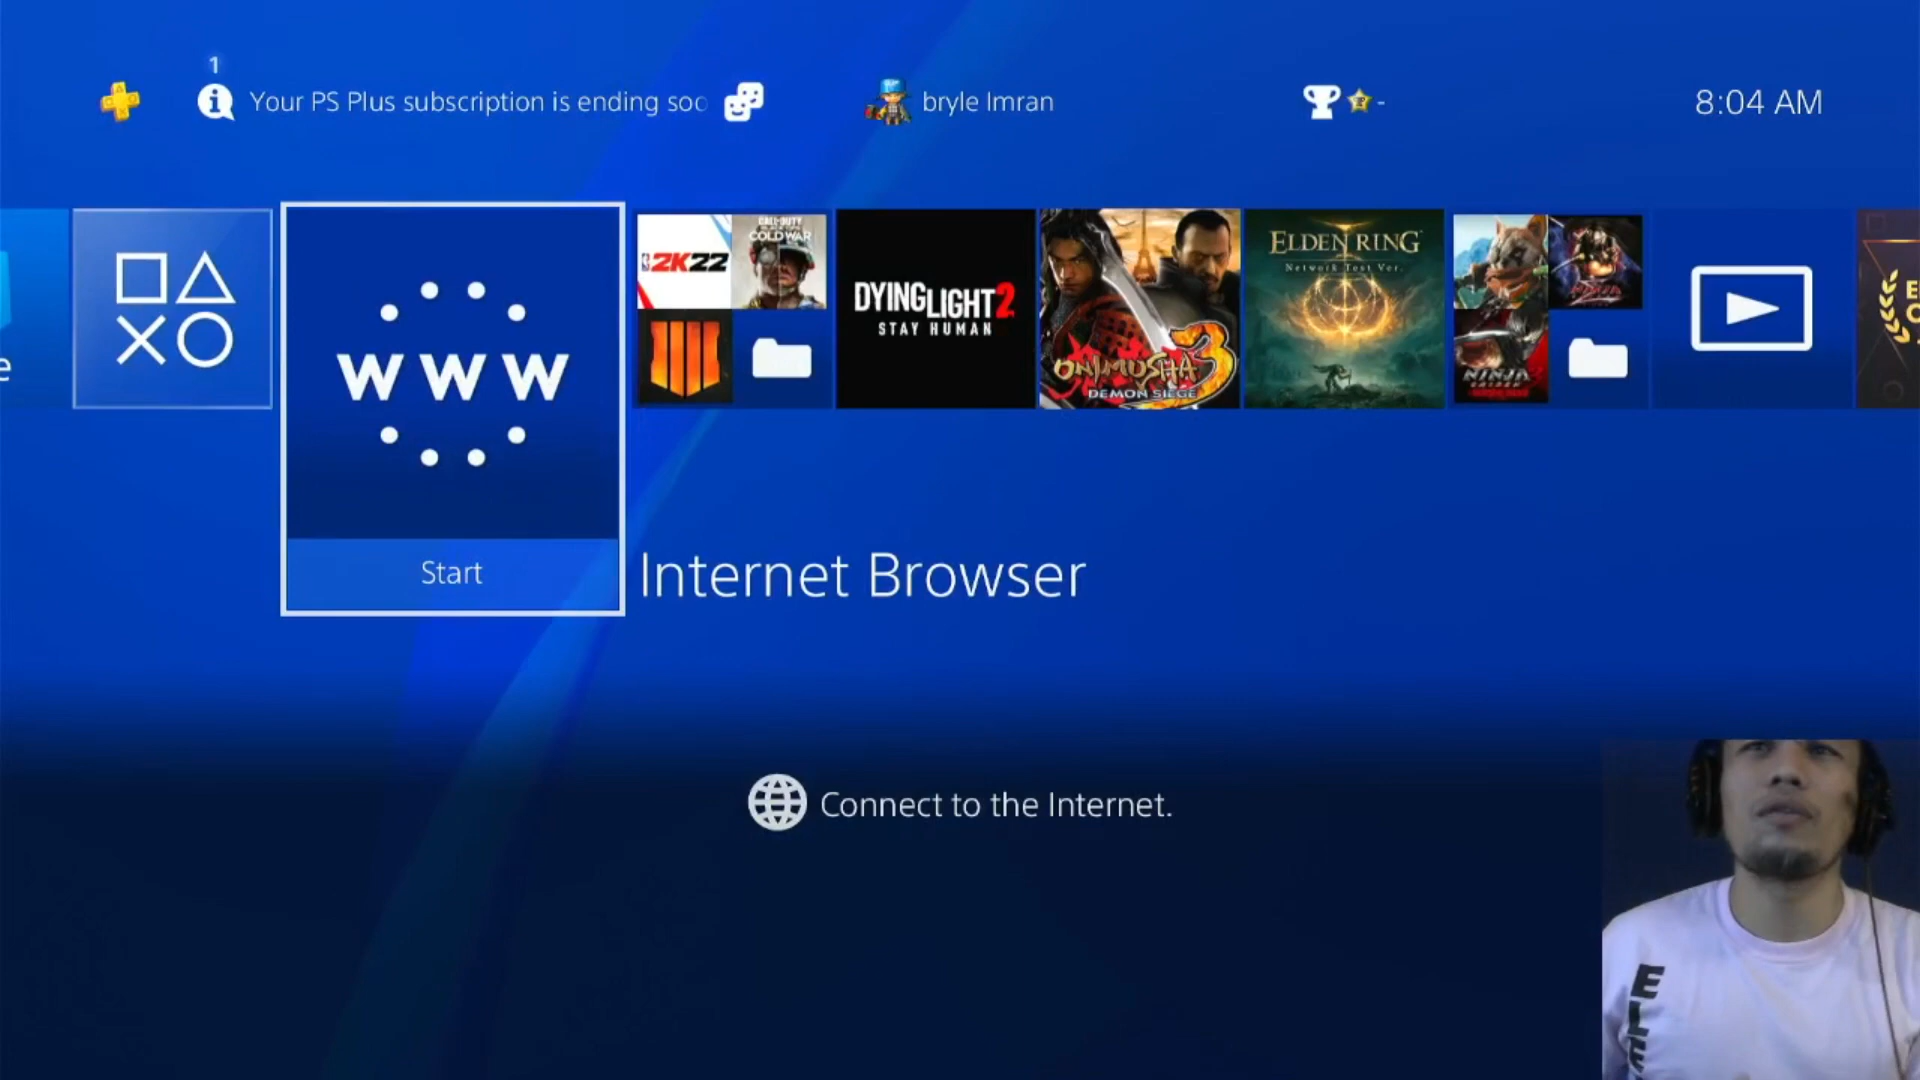 1
Your PS Plus subscription is ending soo
bryle Imran
-
8:04 AM
e
WWW
Start
2K22
CALL OF DUTY
COLD WAR
DYING LIGHT 2
STAY HUMAN
ONIMUSHA 3
DEMON SIEGE
ELDEN RING
Network Test Ver.
NINJA
Internet Browser
Connect to the Internet.
ELE